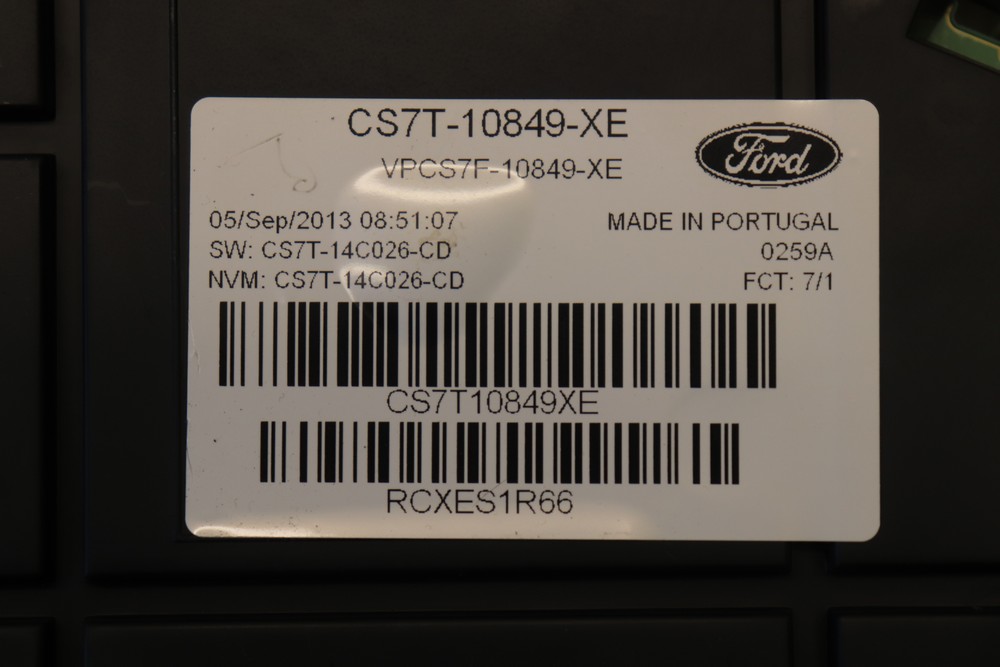 CS7T-10849-XE
VPCS7F-10849-XE
Ford
05/Sep/2013 08:51:07
MADE IN PORTUGAL
SW: CS7T-14C026-CD
0259A
NVM: CS7T-14C026-CD
FCT: 7/1
CS7T10849XE
RCXES1R66